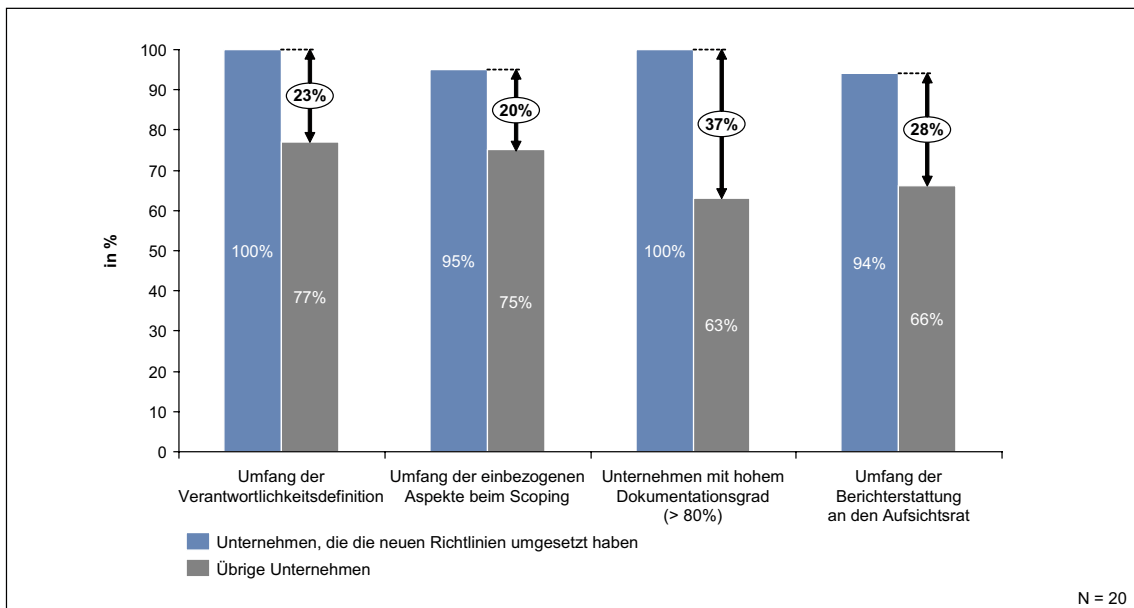 in %
100
90
80
70
60
50
40
30
20
10
0
23%
20%
37%
28%
100%
77%
95%
75%
100%
63%
94%
66%
Umfang der
Verantwortlichkeitsdefinition
Umfang der einbezogenen
Aspekte beim Scoping
Unternehmen mit hohem
Dokumentationsgrad
(> 80%)
Umfang der
Berichterstattung
an den Aufsichtsrat
Unternehmen, die die neuen Richtlinien umgesetzt haben
Übrige Unternehmen
N = 20